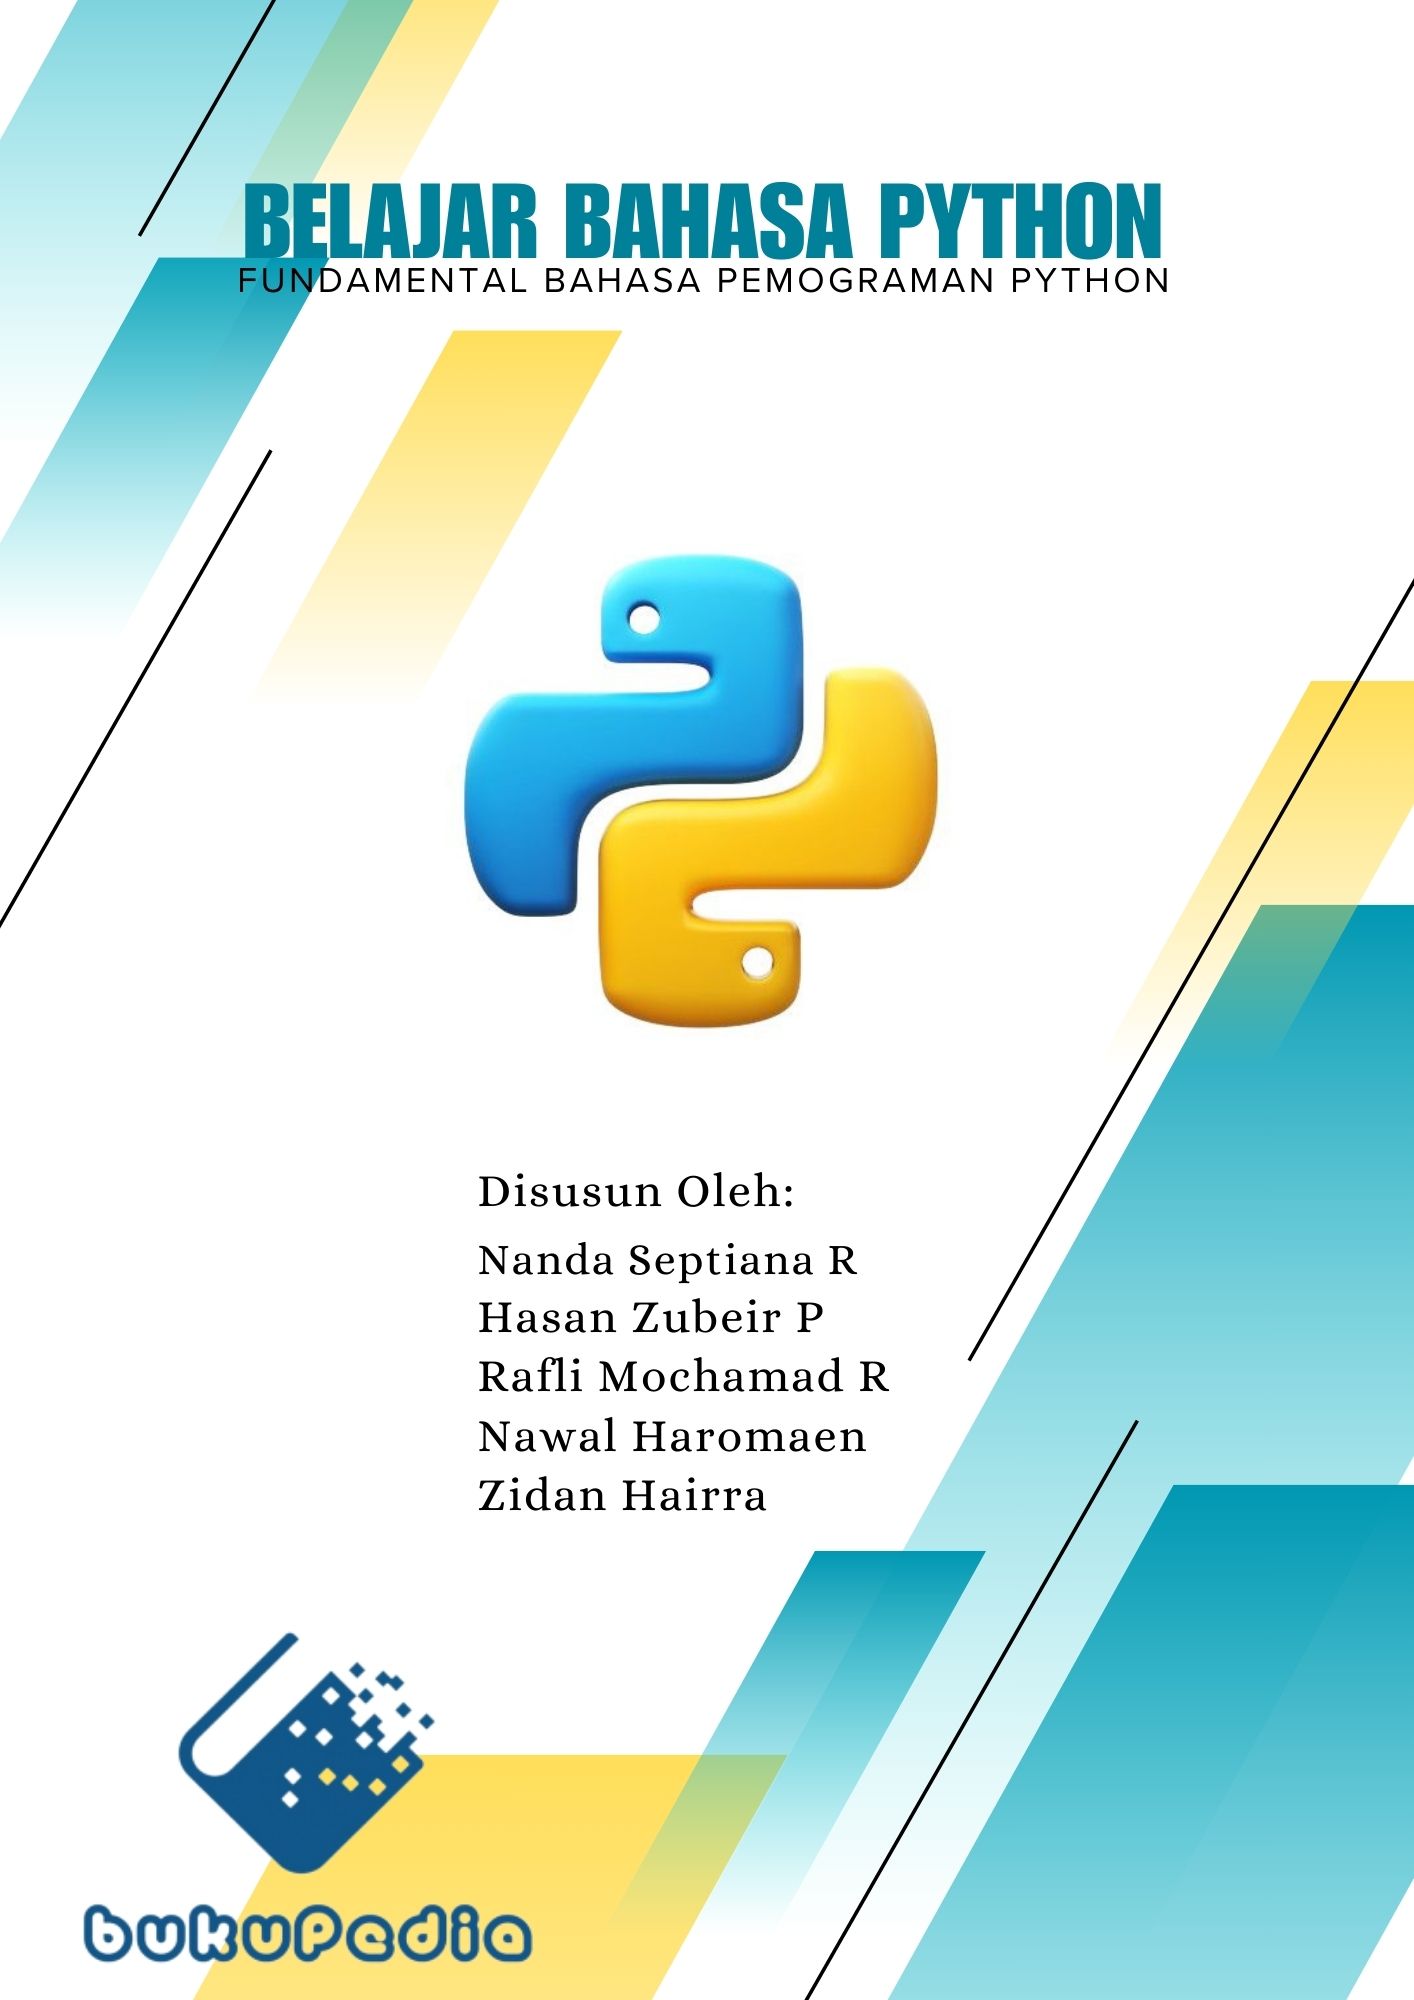 BELAJAR BAHASA PYTHON
FUNDAMENTAL BAHASA PEMOGRAMAN PYTHON
Disusun Oleh:
Nanda Septiana R
Hasan Zubeir P
Rafli Mochamad R
Nawal Haromaen
Zidan Hairra
bukuPedia